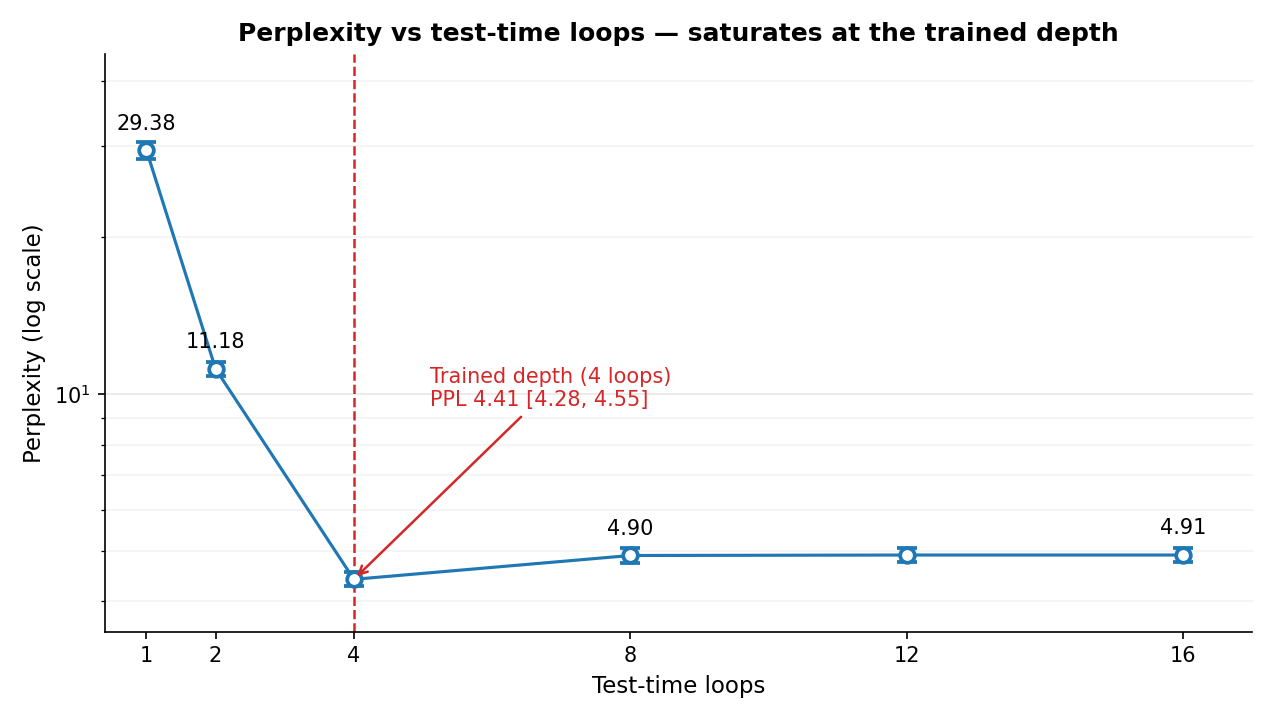 Perplexity vs test-time loops — saturates at the trained depth
29.38
11.18
Trained depth (4 loops)
PPL 4.41 [4.28, 4.55]
4.90
4.91
10¹
Perplexity (log scale)
1 2 4 8 12 16
Test-time loops